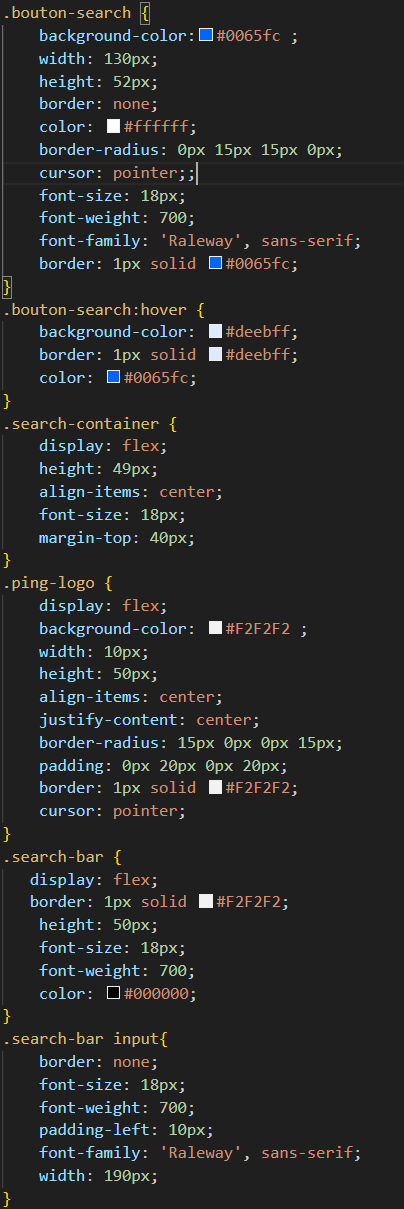 .bouton-search {
    background-color:#0065fc ;
    width: 130px;
    height: 52px;
    border: none;
    color: #ffffff;
    border-radius: 0px 15px 15px 0px;
    cursor: pointer;;
    font-size: 18px;
    font-weight: 700;
    font-family: 'Raleway', sans-serif;
    border: 1px solid #0065fc;
}
.bouton-search:hover {
    background-color: #deebff;
    border: 1px solid #deebff;
    color: #0065fc;
}
.search-container {
    display: flex;
    height: 49px;
    align-items: center;
    font-size: 18px;
    margin-top: 40px;
}
.ping-logo {
    display: flex;
    background-color: #F2F2F2 ;
    width: 10px;
    height: 50px;
    align-items: center;
    justify-content: center;
    border-radius: 15px 0px 0px 15px;
    padding: 0px 20px 0px 20px;
    border: 1px solid #F2F2F2;
    cursor: pointer;
}
.search-bar {
   display: flex;
   border: 1px solid #F2F2F2;
    height: 50px;
    font-size: 18px;
    font-weight: 700;
    color: #000000;
}
.search-bar input{
    border: none;
    font-size: 18px;
    font-weight: 700;
    padding-left: 10px;
    font-family: 'Raleway', sans-serif;
    width: 190px;
}